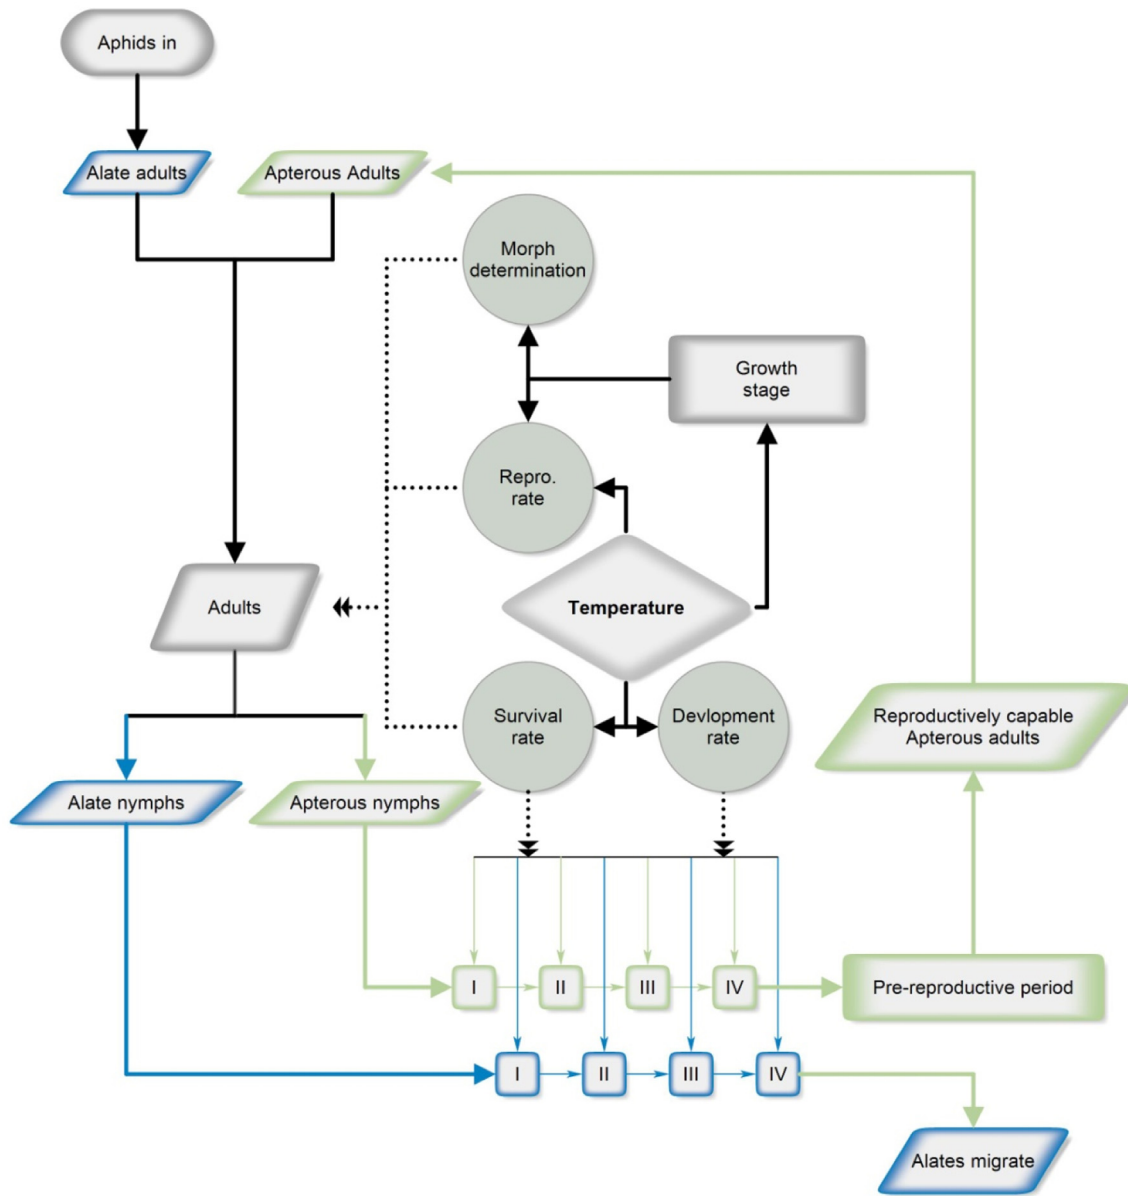 Aphids in
Alate adults
Apterous Adults
Morph
determination
Growth
stage
Repro.
rate
Adults
Temperature
Survival
rate
Devlopment
rate
Reproductively capable
Apterous adults
Alate nymphs
Apterous nymphs
I
II
III
IV
Pre-reproductive period
I
II
III
IV
Alates migrate